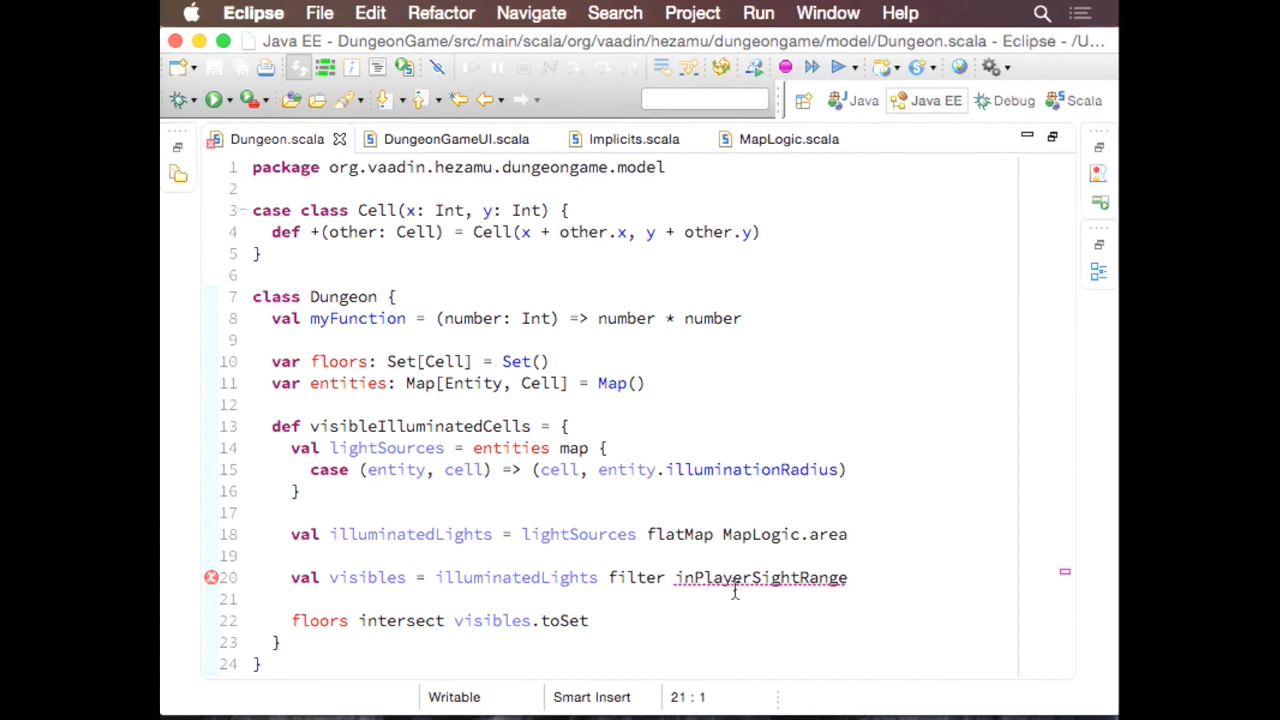 Eclipse File Edit Refactor Navigate Search Project Run Window Help
Java EE - DungeonGame/src/main/scala/org/vaadin/hezamu/dungeongame/model/Dungeon.scala - Eclipse - /U...
Java Java EE Debug Scala
Dungeon.scala DungeonGameUI.scala Implicits.scala MapLogic.scala
1 package org.vaadin.hezamu.dungeongame.model
2
3 case class Cell(x: Int, y: Int) {
4 def +(other: Cell) = Cell(x + other.x, y + other.y)
5 }
6
7 class Dungeon {
8 val myFunction = (number: Int) => number * number
9
10 var floors: Set[Cell] = Set()
11 var entities: Map[Entity, Cell] = Map()
12
13 def visibleIlluminatedCells = {
14 val lightSources = entities map {
15 case (entity, cell) => (cell, entity.illuminationRadius)
16 }
17
18 val illuminatedLights = lightSources flatMap MapLogic.area
19
20 val visibles = illuminatedLights filter inPlayerSightRange
21
22 floors intersect visibles.toSet
23 }
24 }
Writable Smart Insert 21 : 1